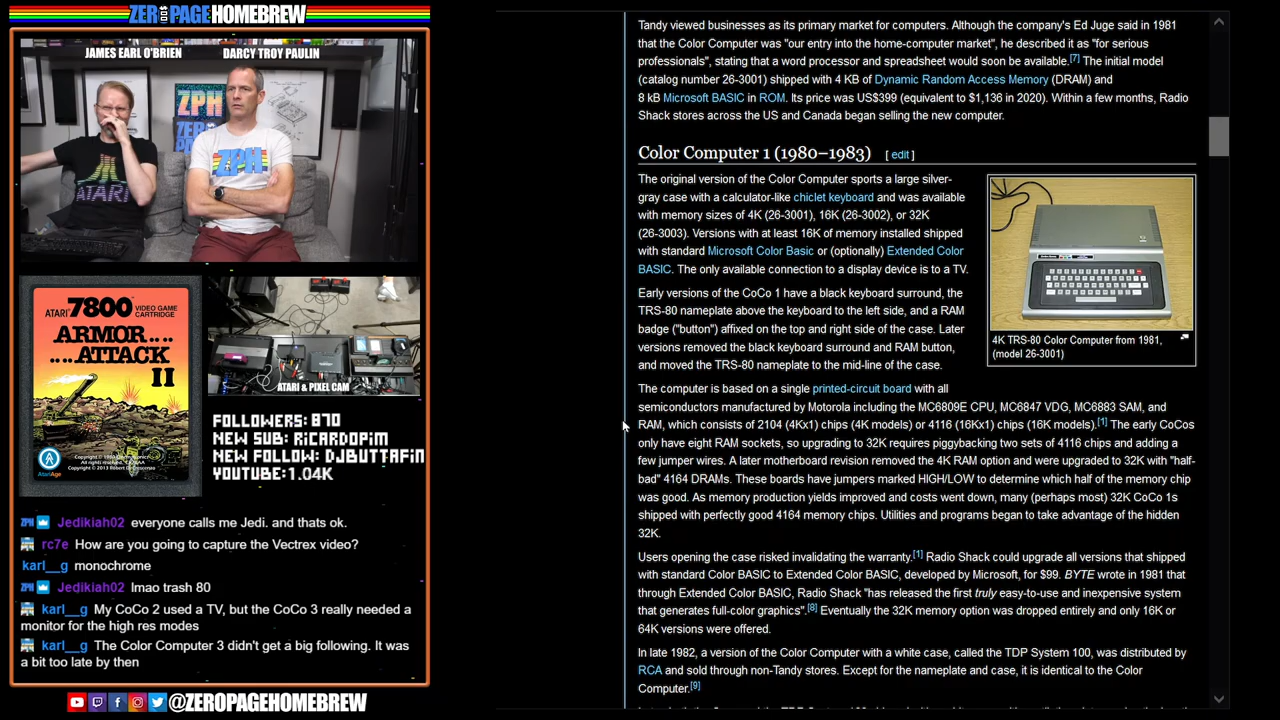 ZERO PAGE HOMEBREW
JAMES EARL O'BRIEN
DARCY TROY PAULIN
ZPH
ZPH
ATARI
ATARI 7800 VIDEO GAME CARTRIDGE
ARMOR..
..ATTACK
II
AtariAge
ATARI & PIXEL CAM
FOLLOWERS: 870
NEW SUB: RICARDOPIM
NEW FOLLOW: DJBUTTAFIN
YOUTUBE:1.04K
Jedikiah02 everyone calls me Jedi. and thats ok.
rc7e How are you going to capture the Vectrex video?
karl__g monochrome
Jedikiah02 lmao trash 80
karl__g My CoCo 2 used a TV, but the CoCo 3 really needed a
monitor for the high res modes
karl__g The Color Computer 3 didn't get a big following. It was
a bit too late by then
@ZEROPAGEHOMEBREW
Tandy viewed businesses as its primary market for computers. Although the company's Ed Juge said in 1981
that the Color Computer was "our entry into the home-computer market", he described it as "for serious
professionals", stating that a word processor and spreadsheet would soon be available.[7] The initial model
(catalog number 26-3001) shipped with 4 KB of Dynamic Random Access Memory (DRAM) and
8 kB Microsoft BASIC in ROM. Its price was US$399 (equivalent to $1,136 in 2020). Within a few months, Radio
Shack stores across the US and Canada began selling the new computer.
Color Computer 1 (1980–1983) [ edit ]
The original version of the Color Computer sports a large silver-
gray case with a calculator-like chiclet keyboard and was available
with memory sizes of 4K (26-3001), 16K (26-3002), or 32K
(26-3003). Versions with at least 16K of memory installed shipped
with standard Microsoft Color Basic or (optionally) Extended Color
BASIC. The only available connection to a display device is to a TV.
4K TRS-80 Color Computer from 1981,
(model 26-3001)
Early versions of the CoCo 1 have a black keyboard surround, the
TRS-80 nameplate above the keyboard to the left side, and a RAM
badge ("button") affixed on the top and right side of the case. Later
versions removed the black keyboard surround and RAM button,
and moved the TRS-80 nameplate to the mid-line of the case.
The computer is based on a single printed-circuit board with all
semiconductors manufactured by Motorola including the MC6809E CPU, MC6847 VDG, MC6883 SAM, and
RAM, which consists of 2104 (4Kx1) chips (4K models) or 4116 (16Kx1) chips (16K models).[1] The early CoCos
only have eight RAM sockets, so upgrading to 32K requires piggybacking two sets of 4116 chips and adding a
few jumper wires. A later motherboard revision removed the 4K RAM option and were upgraded to 32K with "half-
bad" 4164 DRAMs. These boards have jumpers marked HIGH/LOW to determine which half of the memory chip
was good. As memory production yields improved and costs went down, many (perhaps most) 32K CoCo 1s
shipped with perfectly good 4164 memory chips. Utilities and programs began to take advantage of the hidden
32K.
Users opening the case risked invalidating the warranty.[1] Radio Shack could upgrade all versions that shipped
with standard Color BASIC to Extended Color BASIC, developed by Microsoft, for $99. BYTE wrote in 1981 that
through Extended Color BASIC, Radio Shack "has released the first truly easy-to-use and inexpensive system
that generates full-color graphics".[8] Eventually the 32K memory option was dropped entirely and only 16K or
64K versions were offered.
In late 1982, a version of the Color Computer with a white case, called the TDP System 100, was distributed by
RCA and sold through non-Tandy stores. Except for the nameplate and case, it is identical to the Color
Computer.[9]